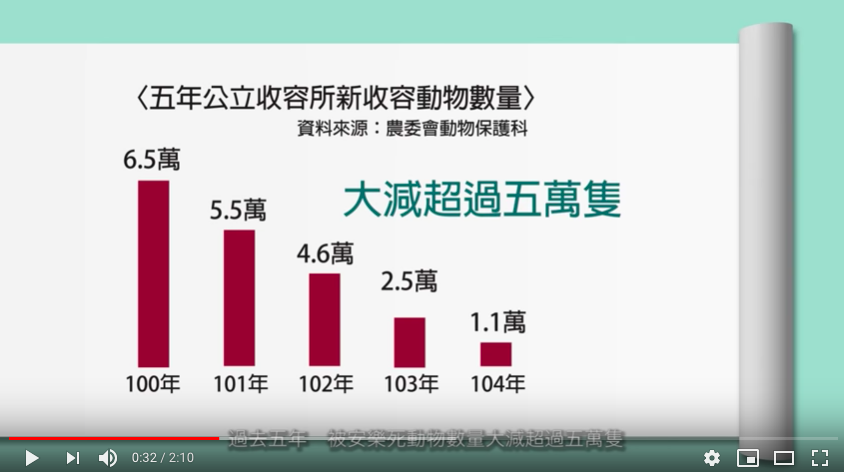 〈五年公立收容所新收容動物數量〉
資料來源：農委會動物保護科
6.5萬
大減超過五萬隻
5.5萬
4.6萬
2.5萬
1.1萬
100年 101年 102年 103年 104年
過去五年 被安樂死動物數量大減超過五萬隻
0:32 / 2:10